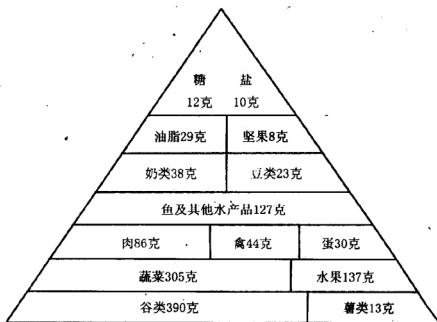 糖 盐
12克 10克
油脂29克 坚果8克
奶类38克 豆类23克
鱼及其他水产品127克
肉86克 禽44克 蛋30克
蔬菜305克 水果137克
谷类390克 薯类13克